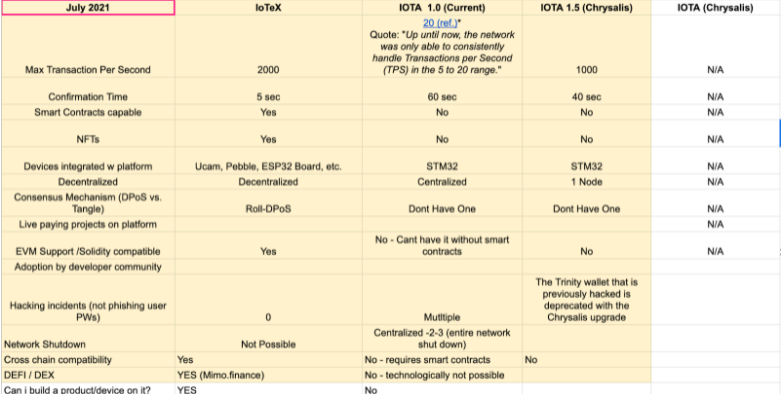 July 2021 IoTeX IOTA 1.0 (Current) IOTA 1.5 (Chrysalis) IOTA (Chrysalis)
20 (ref.)*
Quote: "Up until now, the network
was only able to consistently
handle Transactions per Second
Max Transaction Per Second 2000 (TPS) in the 5 to 20 range." 1000 N/A
Confirmation Time 5 sec 60 sec 40 sec N/A
Smart Contracts capable Yes No No N/A
NFTs Yes No No N/A
Devices integrated w platform Ucam, Pebble, ESP32 Board, etc. STM32 STM32 N/A
Decentralized Decentralized Centralized 1 Node N/A
Consensus Mechanism (DPoS vs.
Tangle) Roll-DPoS Dont Have One Dont Have One N/A
Live paying projects on platform N/A
No - Cant have it without smart
EVM Support /Solidity compatible Yes contracts No N/A
Adoption by developer community
The Trinity wallet that is
previously hacked is
Hacking incidents (not phishing user deprecated with the
PWs) 0 Mutltiple Chrysalis upgrade
Centralized -2-3 (entire network
Network Shutdown Not Possible shut down)
Cross chain compatibility Yes No - requires smart contracts No
DEFI / DEX YES (Mimo.finance) No - technologically not possible
Can i build a product/device on it? YES No